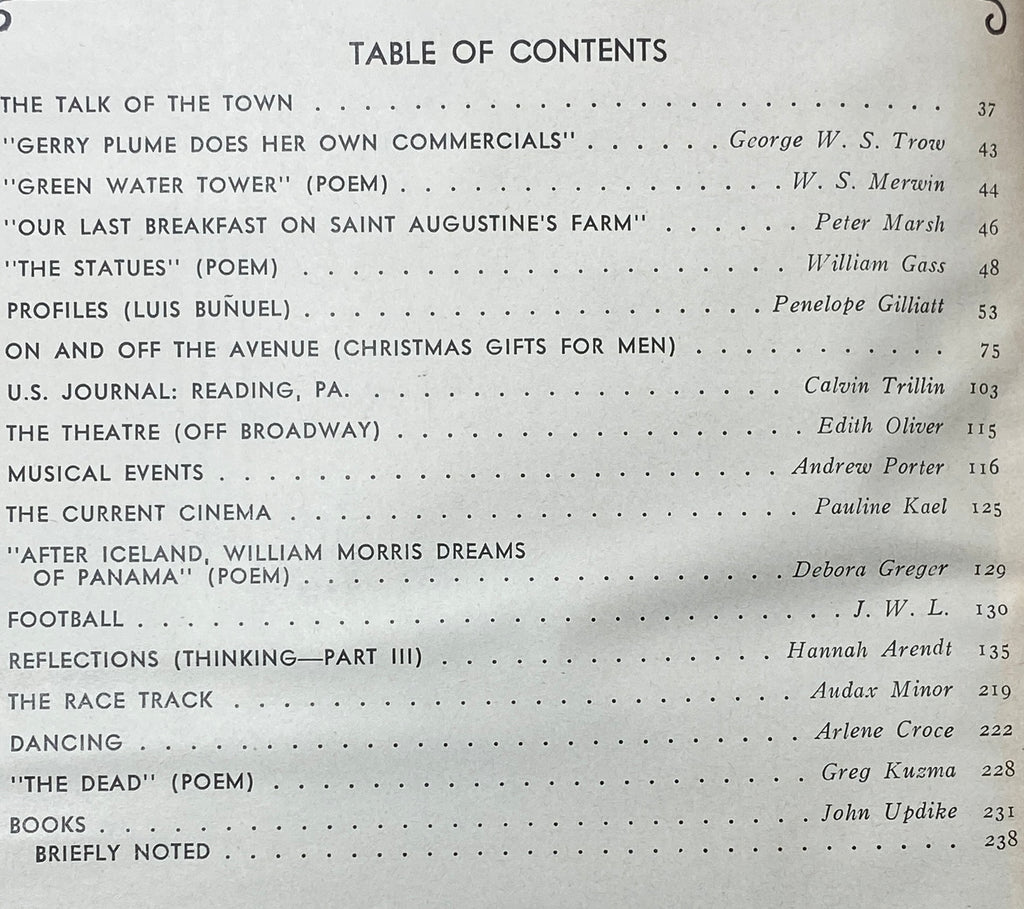 TABLE OF CONTENTS
THE TALK OF THE TOWN . . . . . . . . . . . . . . . . . . . . . . . . . 37
"GERRY PLUME DOES HER OWN COMMERCIALS" . . . . . . George W. S. Trow 43
"GREEN WATER TOWER" (POEM) . . . . . . . . . . . . . . . W. S. Merwin 44
"OUR LAST BREAKFAST ON SAINT AUGUSTINE'S FARM" . . . . . . Peter Marsh 46
"THE STATUES" (POEM) . . . . . . . . . . . . . . . . . . . William Gass 48
PROFILES (LUIS BUÑUEL) . . . . . . . . . . . . . . . . . . Penelope Gilliatt 53
ON AND OFF THE AVENUE (CHRISTMAS GIFTS FOR MEN) . . . . . . . . . . . 75
U.S. JOURNAL: READING, PA. . . . . . . . . . . . . . . . . . Calvin Trillin 103
THE THEATRE (OFF BROADWAY) . . . . . . . . . . . . . . . . Edith Oliver 115
MUSICAL EVENTS . . . . . . . . . . . . . . . . . . . . . . Andrew Porter 116
THE CURRENT CINEMA . . . . . . . . . . . . . . . . . . . . Pauline Kael 125
"AFTER ICELAND, WILLIAM MORRIS DREAMS
OF PANAMA" (POEM) . . . . . . . . . . . . . . . . . . . Debora Greger 129
FOOTBALL . . . . . . . . . . . . . . . . . . . . . . . . . . . . J. W. L. 130
REFLECTIONS (THINKING—PART III) . . . . . . . . . . . . . Hannah Arendt 135
THE RACE TRACK . . . . . . . . . . . . . . . . . . . . . . Audax Minor 219
DANCING . . . . . . . . . . . . . . . . . . . . . . . . . . Arlene Croce 222
"THE DEAD" (POEM) . . . . . . . . . . . . . . . . . . . . . Greg Kuzma 228
BOOKS . . . . . . . . . . . . . . . . . . . . . . . . . . . John Updike 231
BRIEFLY NOTED . . . . . . . . . . . . . . . . . . . . . . . . . . . . 238